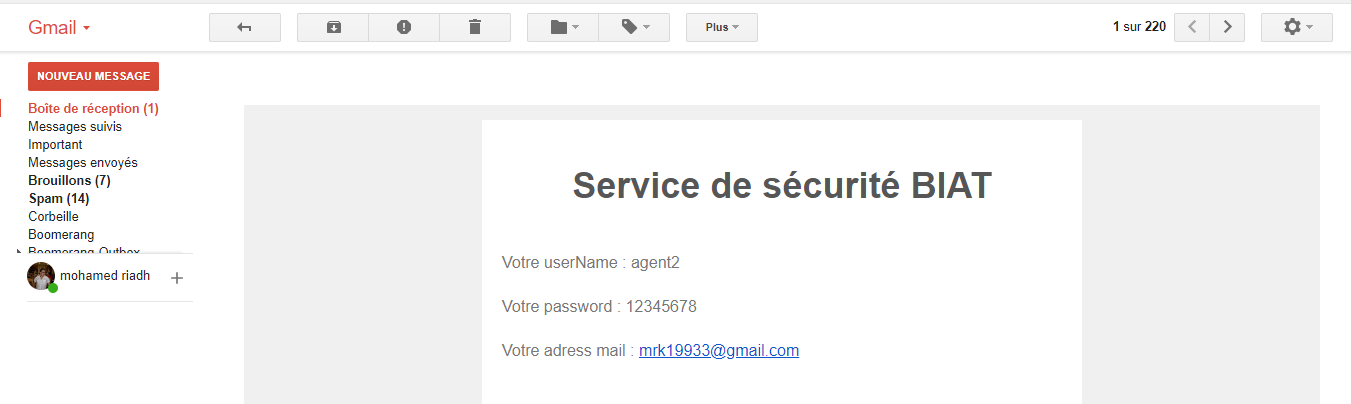 Gmail
Plus
1 sur 220
NOUVEAU MESSAGE
Boîte de réception (1)
Messages suivis
Important
Messages envoyés
Brouillons (7)
Spam (14)
Corbeille
Boomerang
Boomerang-Outbox
mohamed riadh
Service de sécurité BIAT
Votre userName : agent2
Votre password : 12345678
Votre adress mail : mrk19933@gmail.com